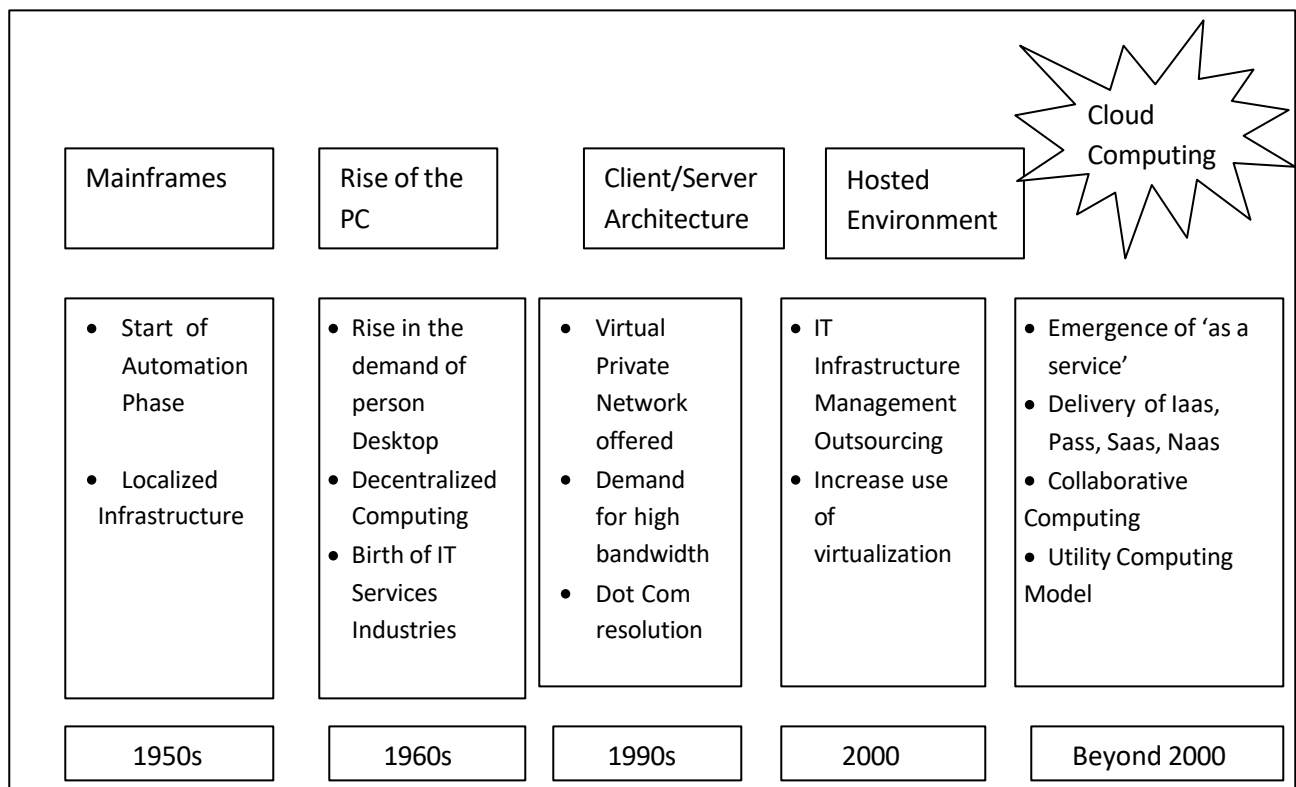 Cloud
Computing
Mainframes
Rise of the
PC
Client/Server
Architecture
Hosted
Environment
• Start of
Automation
Phase
• Localized
Infrastructure
• Rise in the
demand of
person
Desktop
• Decentralized
Computing
• Birth of IT
Services
Industries
• Virtual
Private
Network
offered
• Demand
for high
bandwidth
• Dot Com
resolution
• IT
Infrastructure
Management
Outsourcing
• Increase use
of
virtualization
• Emergence of ‘as a
service’
• Delivery of Iaas,
Pass, Saas, Naas
• Collaborative
Computing
• Utility Computing
Model
1950s
1960s
1990s
2000
Beyond 2000